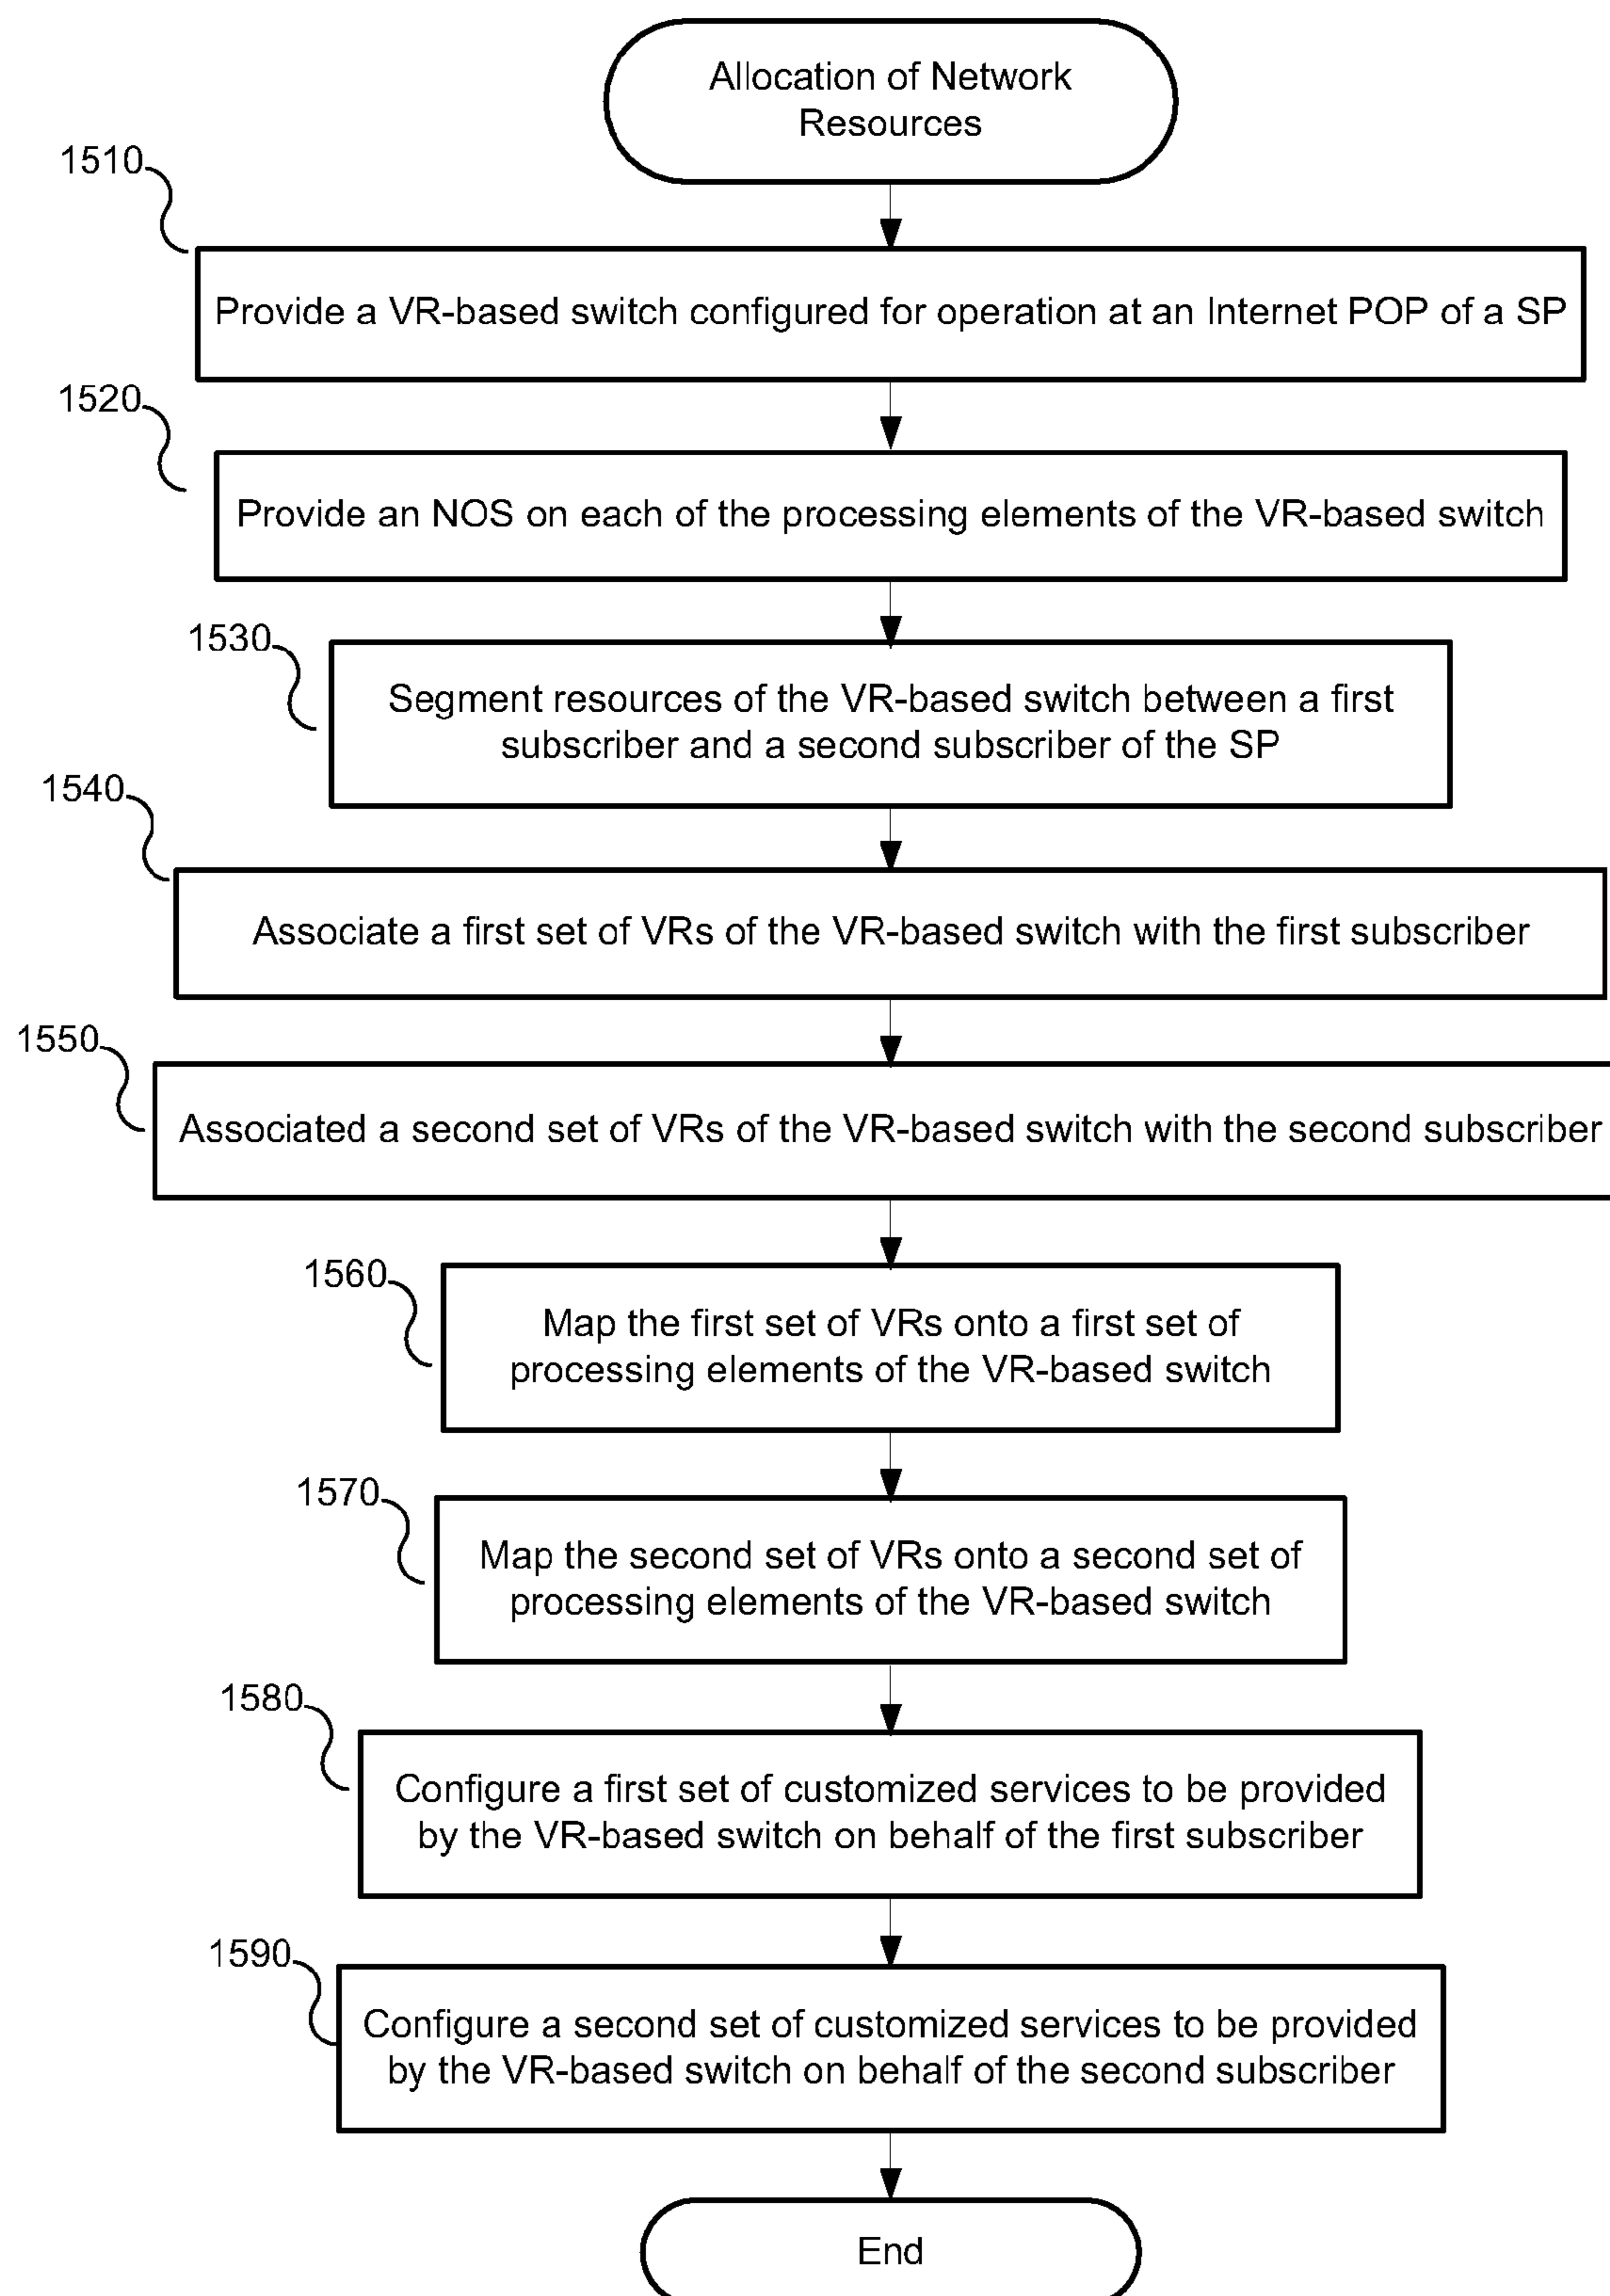 Allocation of Network
Resources
1510
Provide a VR-based switch configured for operation at an Internet POP of a SP
1520
Provide an NOS on each of the processing elements of the VR-based switch
1530
Segment resources of the VR-based switch between a first
subscriber and a second subscriber of the SP
1540
Associate a first set of VRs of the VR-based switch with the first subscriber
1550
Associated a second set of VRs of the VR-based switch with the second subscriber
1560
Map the first set of VRs onto a first set of
processing elements of the VR-based switch
1570
Map the second set of VRs onto a second set of
processing elements of the VR-based switch
1580
Configure a first set of customized services to be provided
by the VR-based switch on behalf of the first subscriber
1590
Configure a second set of customized services to be provided
by the VR-based switch on behalf of the second subscriber
End